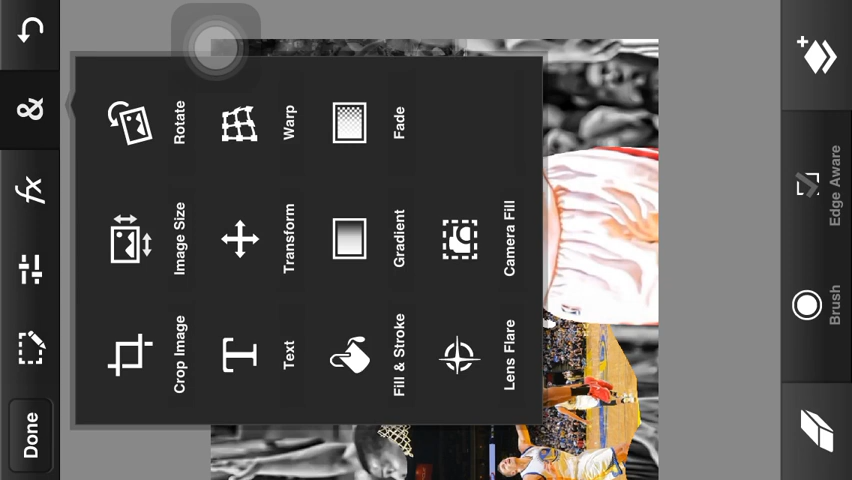 Done
&
fx
Crop Image
Image Size
Rotate
Text
Transform
Warp
Fill & Stroke
Gradient
Fade
Lens Flare
Camera Fill
Brush
Edge Aware